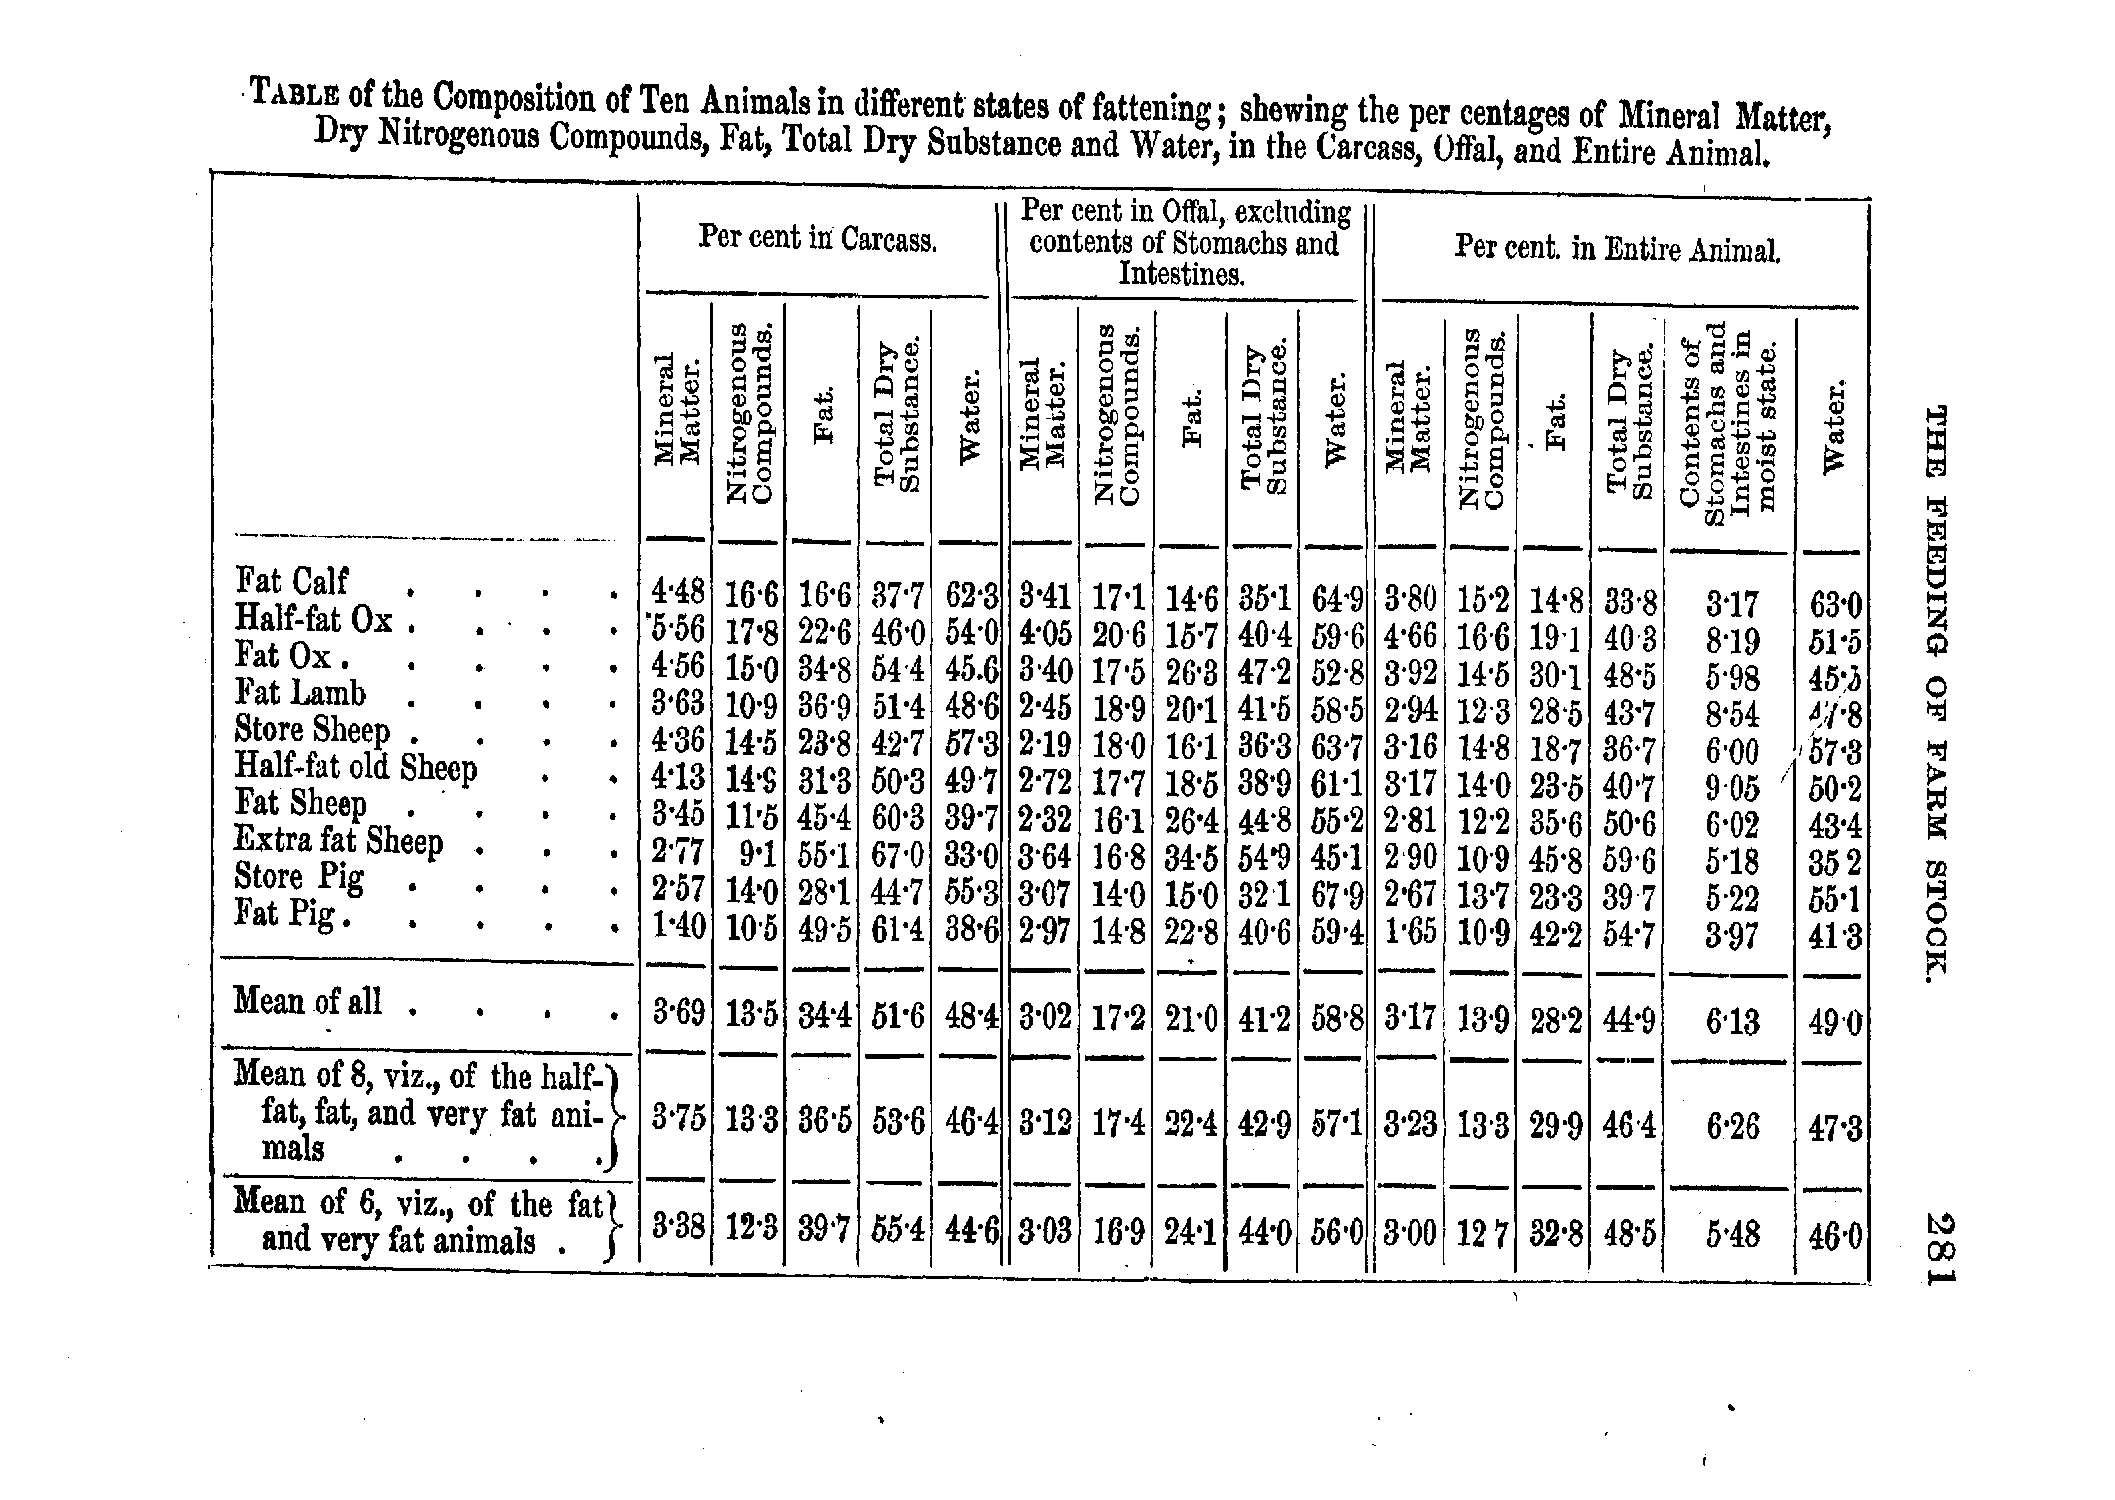 TABLE of the Composition of Ten Animals in different states of fattening; shewing the per centages of Mineral Matter,
Dry Nitrogenous Compounds, Fat, Total Dry Substance and Water, in the Carcass, Offal, and Entire Animal.
Per cent in Carcass.
Per cent in Offal, excluding
contents of Stomachs and
Intestines.
Per cent. in Entire Animal.
Mineral
Matter.
Nitrogenous
Compounds.
Fat.
Total Dry
Substance.
Water.
Mineral
Matter.
Nitrogenous
Compounds.
Fat.
Total Dry
Substance.
Water.
Mineral
Matter.
Nitrogenous
Compounds.
Fat.
Total Dry
Substance.
Contents of
Stomachs and
Intestines in
moist state.
Water.
Fat Calf . . . . 4·48 16·6 16·6 37·7 62·3 3·41 17·1 14·6 35·1 64·9 3·80 15·2 14·8 33·8 3·17 63·0
Half-fat Ox . . . . 5·56 17·8 22·6 46·0 54·0 4·05 20·6 15·7 40·4 59·6 4·66 16·6 19·1 40·3 8·19 51·5
Fat Ox . . . . . 4·56 15·0 34·8 54·4 45.6 3·40 17·5 26·3 47·2 52·8 3·92 14·5 30·1 48·5 5·98
Fat Lamb . . . . 3·63 10·9 36·9 51·4 48·6 2·45 18·9 20·1 41·5 58·5 2·94 12·3 28·5 43·7 8·54 47·8
Store Sheep . . . . 4·36 14·5 23·8 42·7 57·3 2·19 18·0 16·1 36·3 63·7 3·16 14·8 18·7 36·7 6·00 57·3
Half-fat old Sheep . . 4·13 14·9 31·3 50·3 49·7 2·72 17·7 18·5 38·9 61·1 3·17 14·0 23·5 40·7 9·05 50·2
Fat Sheep . . . . 3·45 11·5 45·4 60·3 39·7 2·32 16·1 26·4 44·8 55·2 2·81 12·2 35·6 50·6 6·02 43·4
Extra fat Sheep . . . 2·77 9·1 55·1 67·0 33·0 3·64 16·8 34·5 54·9 45·1 2·90 10·9 45·8 59·6 5·18 35 2
Store Pig . . . . 2·57 14·0 28·1 44·7 55·3 3·07 14·0 15·0 32·1 67·9 2·67 13·7 23·3 39·7 5·22 55·1
Fat Pig . . . . . 1·40 10·5 49·5 61·4 38·6 2·97 14·8 22·8 40·6 59·4 1·65 10·9 42·2 54·7 3·97 41·3
Mean of all . . . . 3·69 13·5 34·4 51·6 48·4 3·02 17·2 21·0 41·2 58·8 3·17 13·9 28·2 44·9 6·13 49·0
Mean of 8, viz., of the half-
fat, fat, and very fat ani- 3·75 13·3 36·5 53·6 46·4 3·12 17·4 22·4 42·9 57·1 3·23 13·3 29·9 46·4 6·26 47·3
mals . . . .
Mean of 6, viz., of the fat
and very fat animals . 3·38 12·3 39·7 55·4 44·6 3·03 16·9 24·1 44·0 56·0 3·00 12 7 32·8 48·5 5·48 46·0
THE FEEDING OF FARM STOCK. 281